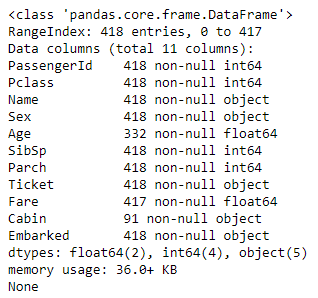 <class 'pandas.core.frame.DataFrame'>
RangeIndex: 418 entries, 0 to 417
Data columns (total 11 columns):
PassengerId    418 non-null int64
Pclass         418 non-null int64
Name           418 non-null object
Sex            418 non-null object
Age            332 non-null float64
SibSp          418 non-null int64
Parch          418 non-null int64
Ticket         418 non-null object
Fare           417 non-null float64
Cabin          91 non-null object
Embarked       418 non-null object
dtypes: float64(2), int64(4), object(5)
memory usage: 36.0+ KB
None